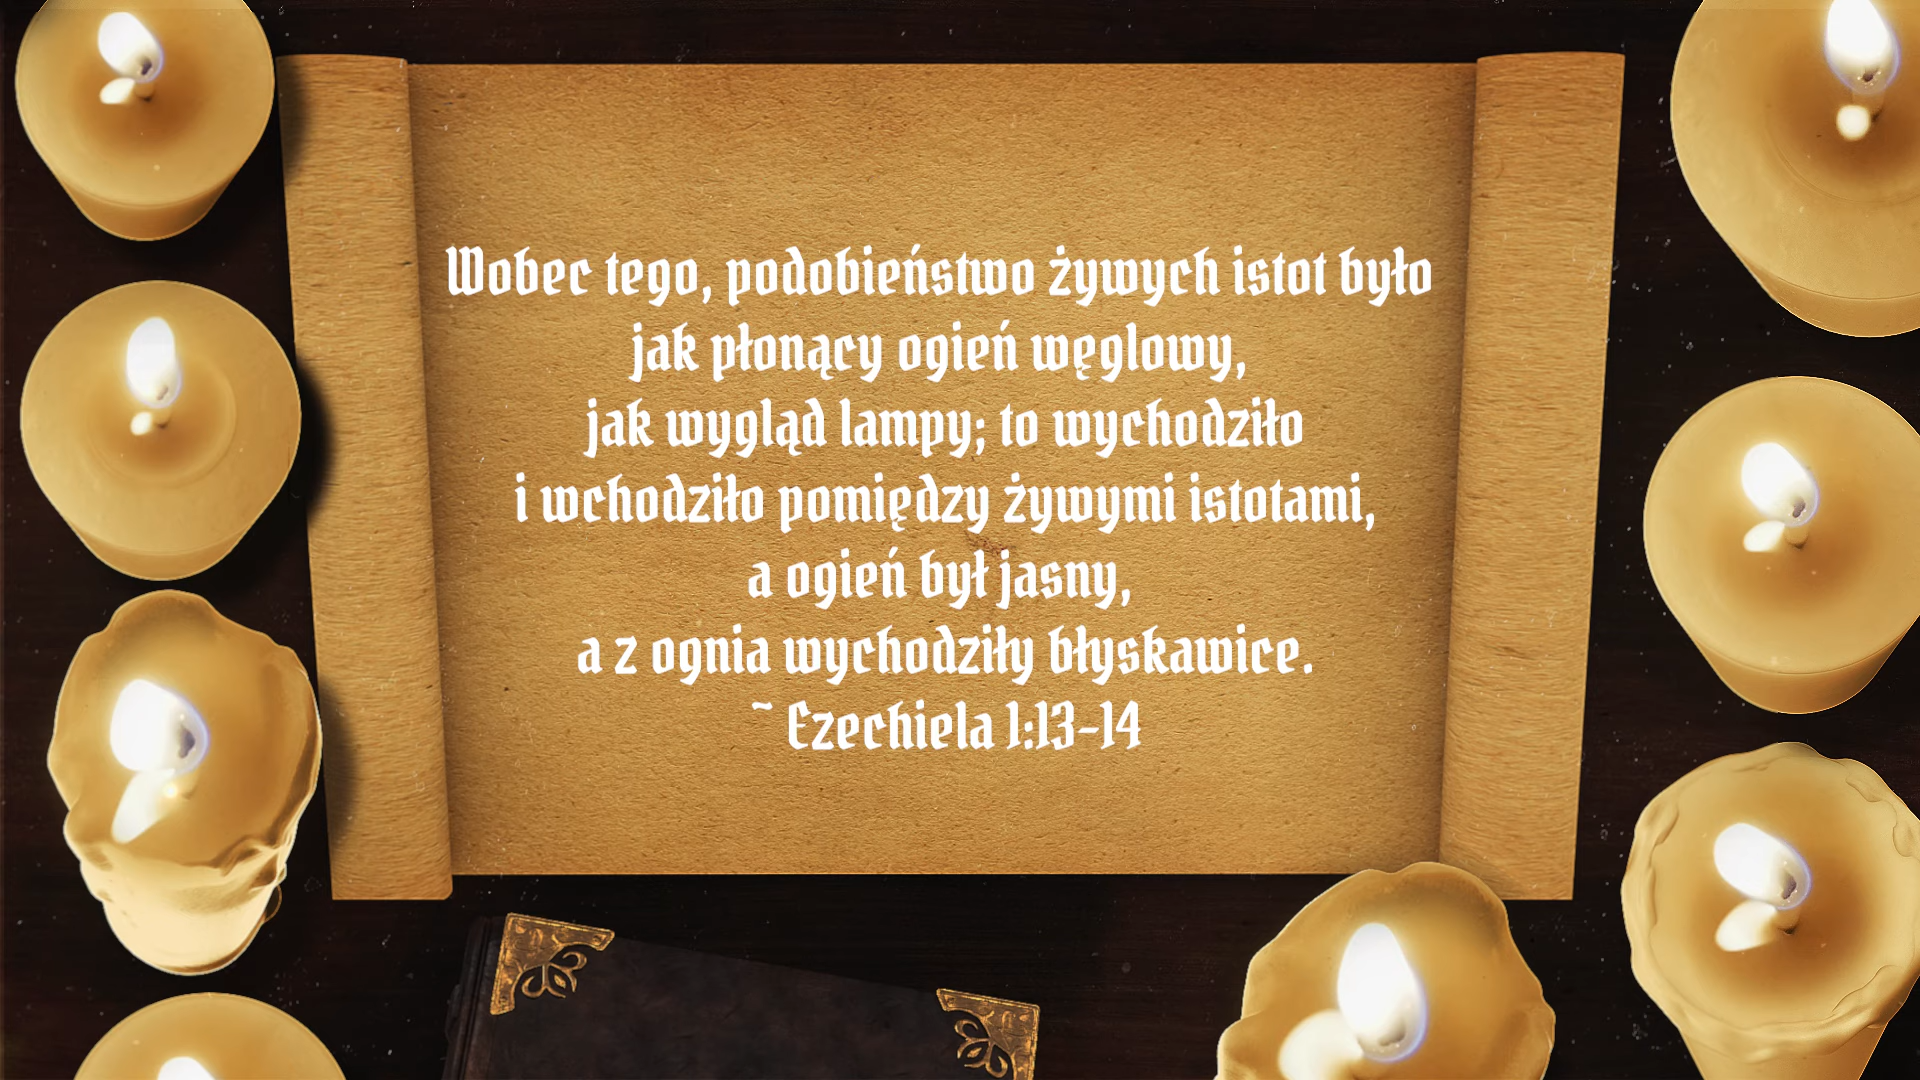 Wobec tego, podobieństwo żywych istot było
jak płonący ogień węglowy,
jak wygląd lampy; to wychodziło
i wchodziło pomiędzy żywymi istotami,
a ogień był jasny,
a z ognia wychodziły błyskawice.
~ Ezechiela 1:13-14